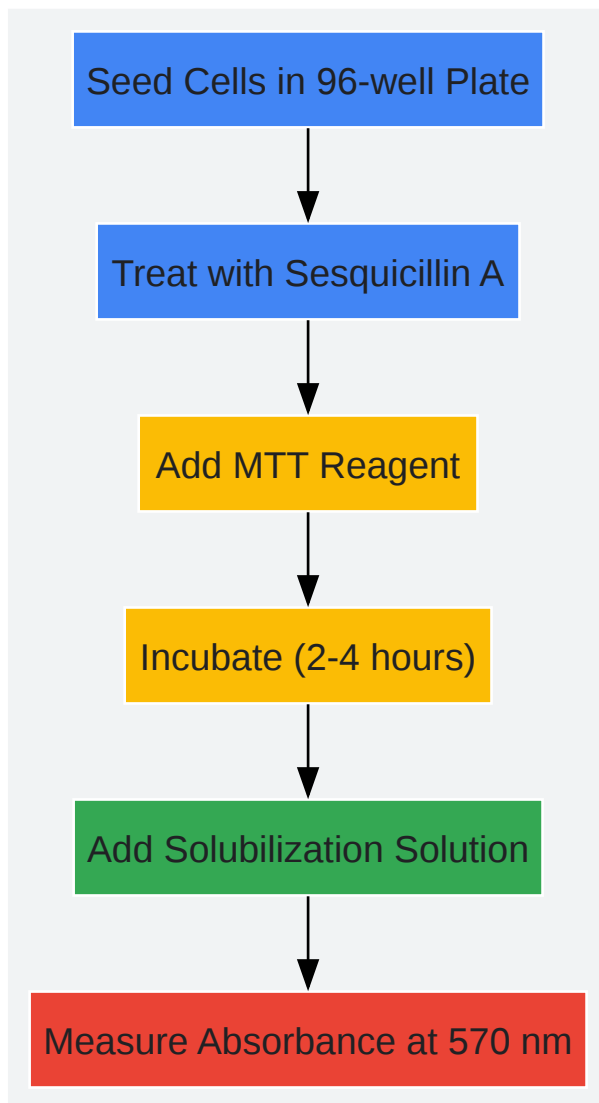 Seed Cells in 96-well Plate
Treat with Sesquicillin A
Add MTT Reagent
Incubate (2-4 hours)
Add Solubilization Solution
Measure Absorbance at 570 nm